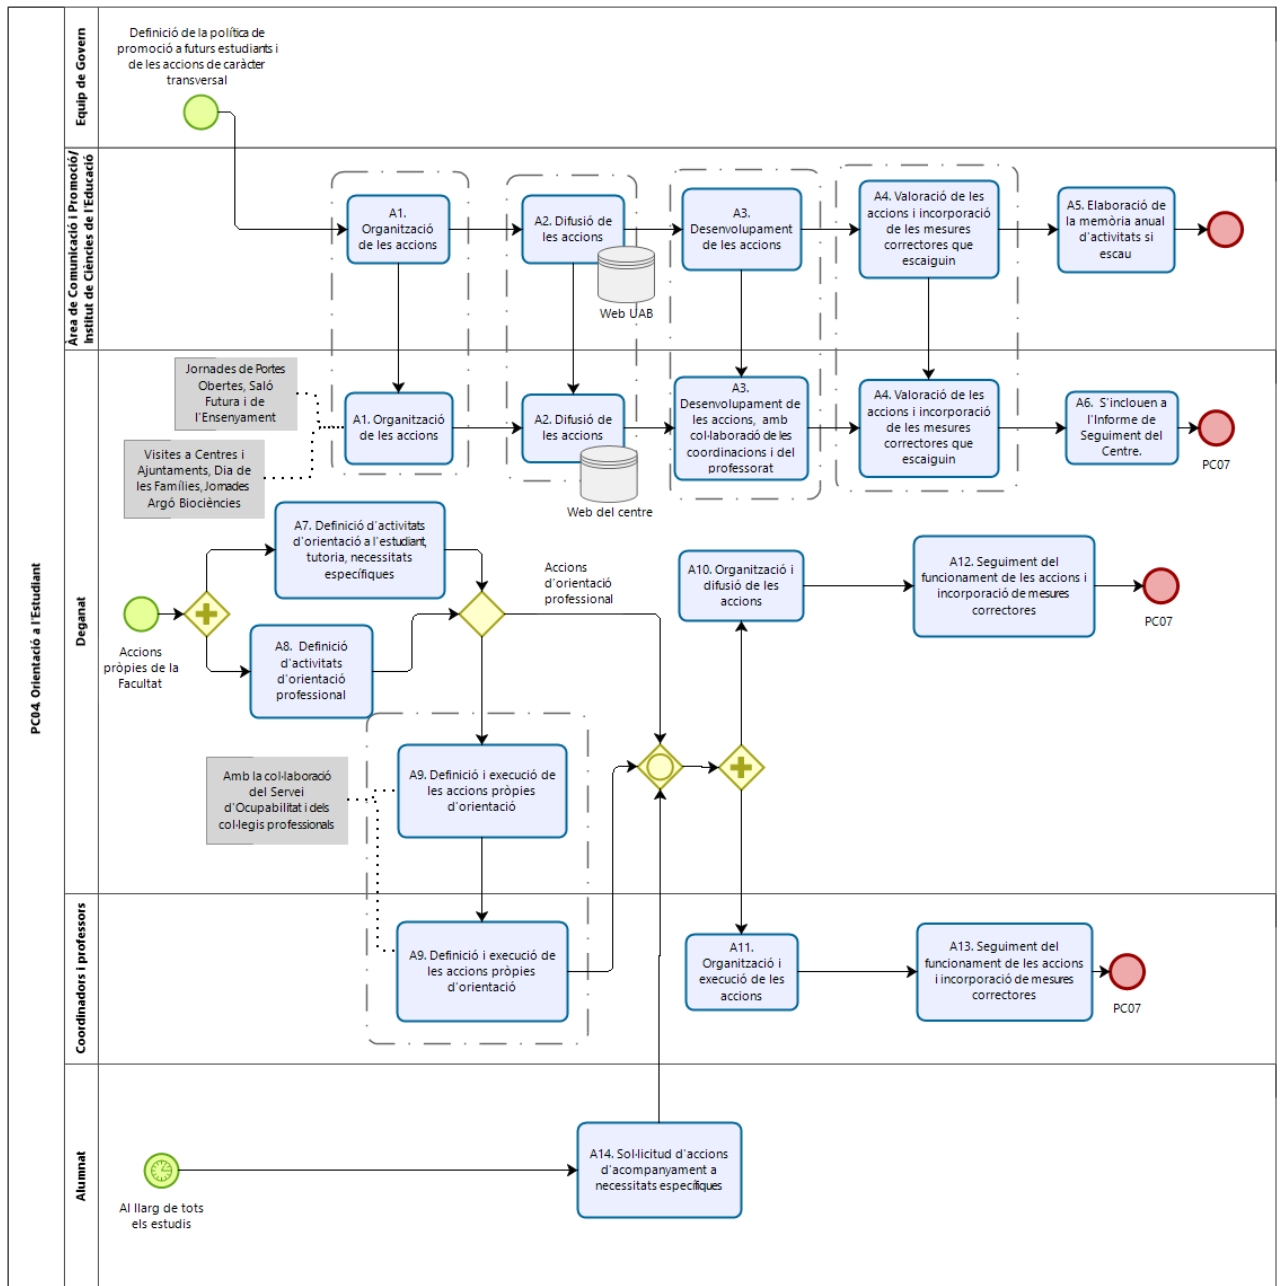 PC04. Orientació a l'Estudiant
Equip de Govern
Definició de la política de
promoció a futurs estudiants i
de les accions de caràcter
transversal
Àrea de Comunicació i Promoció/
Institut de Ciències de l'Educació
A1.
Organització
de les accions
A2. Difusió de
les accions
Web UAB
A3.
Desenvolupament
de les accions
A4. Valoració de les
accions i incorporació
de les mesures
correctores que
escaiguin
A5. Elaboració de
la memòria anual
d'activitats si
escau
Deganat
Jornades de Portes
Obertes, Saló
Futura i de
l'Ensenyament
Visites a Centres i
Ajuntaments, Dia de
les Famílies, Jornades
Argó Biociències
A1. Organització
de les accions
A2. Difusió de
les accions
Web del centre
A3.
Desenvolupament de
les accions, amb
col·laboració de les
coordinacions i del
professorat
A4. Valoració de les
accions i incorporació
de les mesures
correctores que
escaiguin
A6. S'inclouen a
l'Informe de
Seguiment del
Centre.
PC07
Accions
pròpies de la
Facultat
A7. Definició d'activitats
d'orientació a l'estudiant,
tutoria, necessitats
específiques
A8. Definició
d'activitats
d'orientació
professional
Accions
d'orientació
professional
A10. Organització i
difusió de les
accions
A12. Seguiment del
funcionament de les accions i
incorporació de mesures
correctores
PC07
Amb la col·laboració
del Servei
d'Ocupabilitat i dels
col·legis professionals
A9. Definició i execució de
les accions pròpies
d'orientació
Coordinadors i professors
A9. Definició i execució de
les accions pròpies
d'orientació
A11.
Organització i
execució de les
accions
A13. Seguiment del
funcionament de les accions
i incorporació de mesures
correctores
PC07
Alumnat
Al llarg de tots
els estudis
A14. Sol·licitud d'accions
d'acompanyament a
necessitats específiques